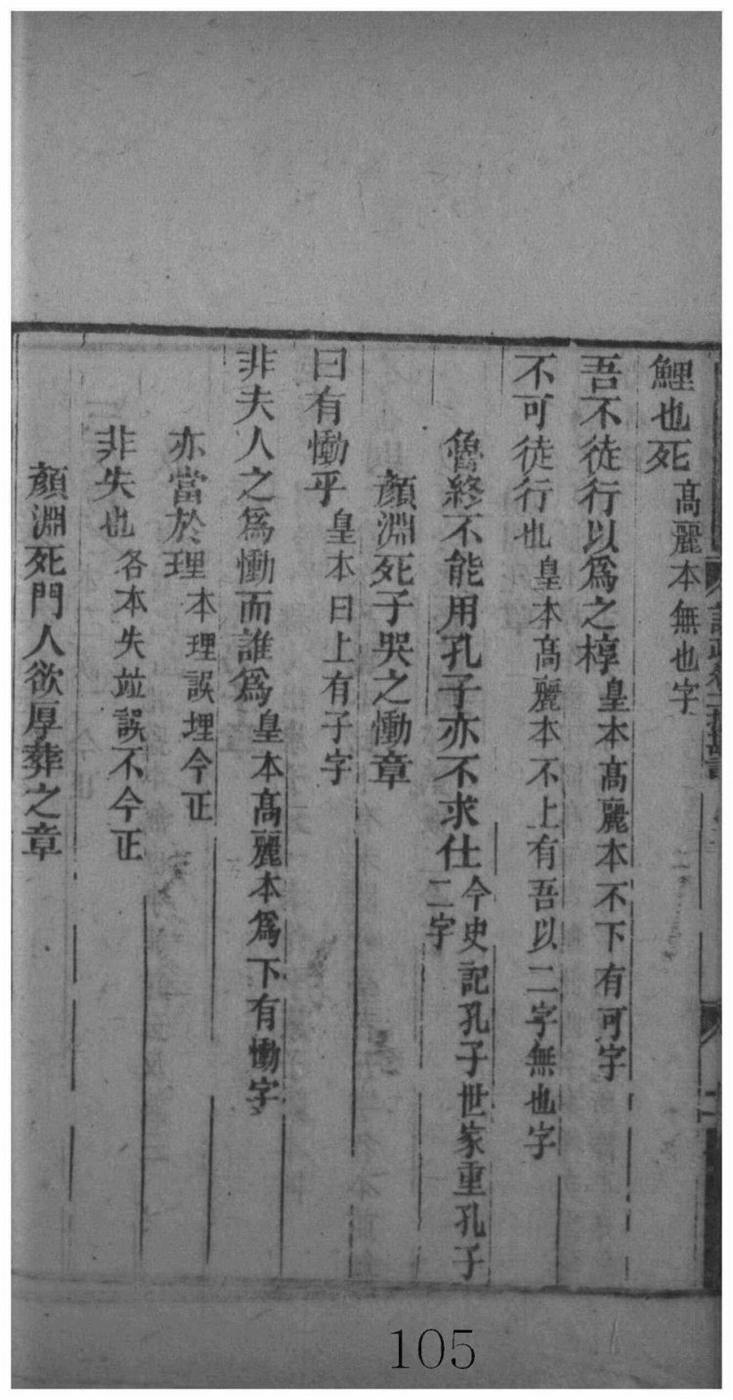 鯉也死高麗本無也字
吾不徒行以爲之椁皇本高麗本不下有可字
不可徒行也皇本高麗本不上有吾以二字無也字
魯終不能用孔子亦不求仕今史記孔子世家重孔子
二字
顏淵死子哭之慟章
曰有慟乎皇本曰上有子字
非夫人之爲慟而誰爲皇本高麗本爲下有慟字
亦當於理本理誤埋今正
非失也各本失竝誤不今正
顏淵死門人欲厚葬之章
105